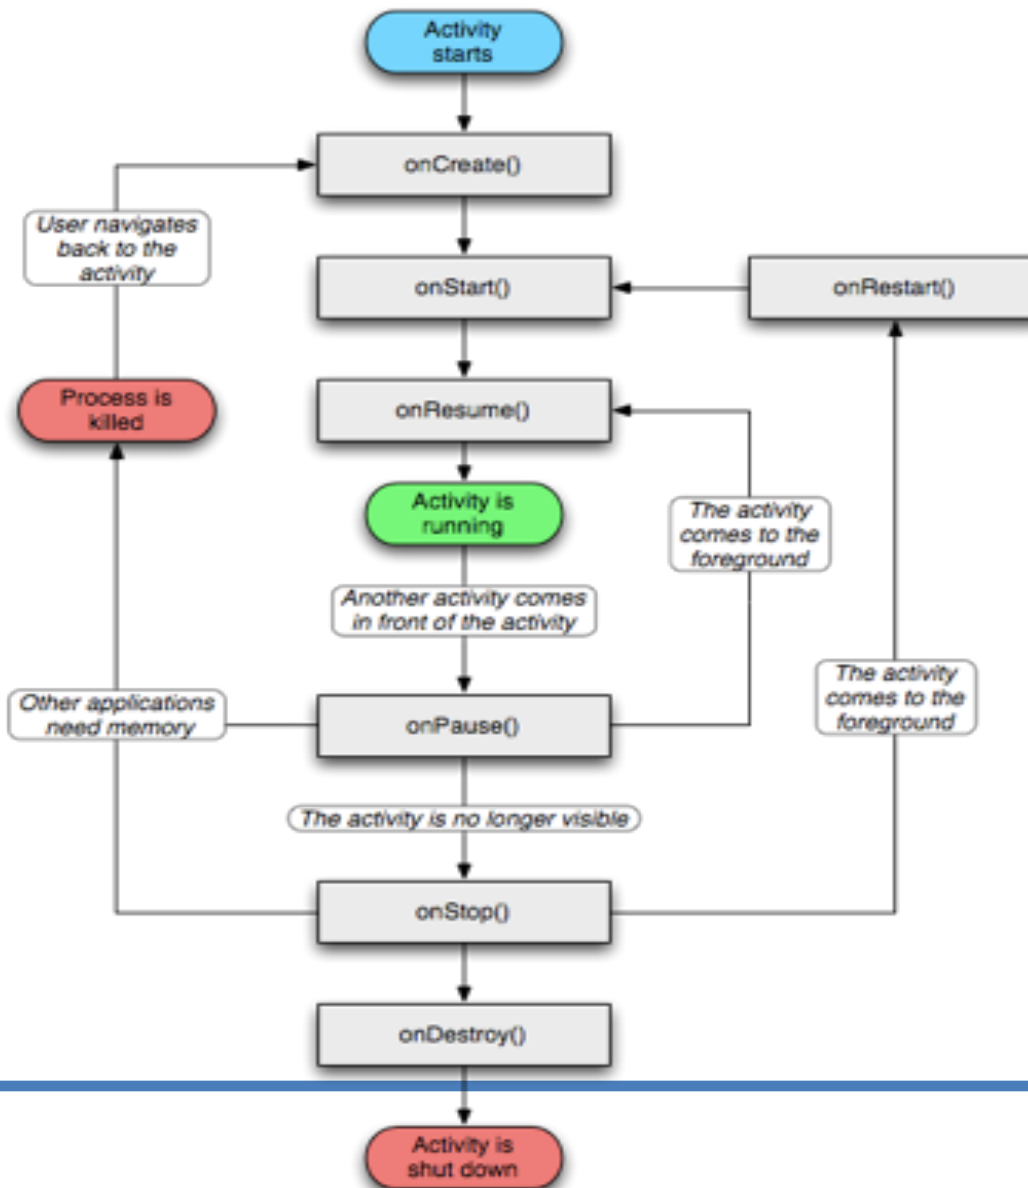 Activity
starts
onCreate()
User navigates
back to the
activity
onStart()
onRestart()
Process is
killed
onResume()
Activity is
running
The activity
comes to the
foreground
Another activity comes
in front of the activity
Other applications
need memory
onPause()
The activity
comes to the
foreground
The activity is no longer visible
onStop()
onDestroy()
Activity is
shut down